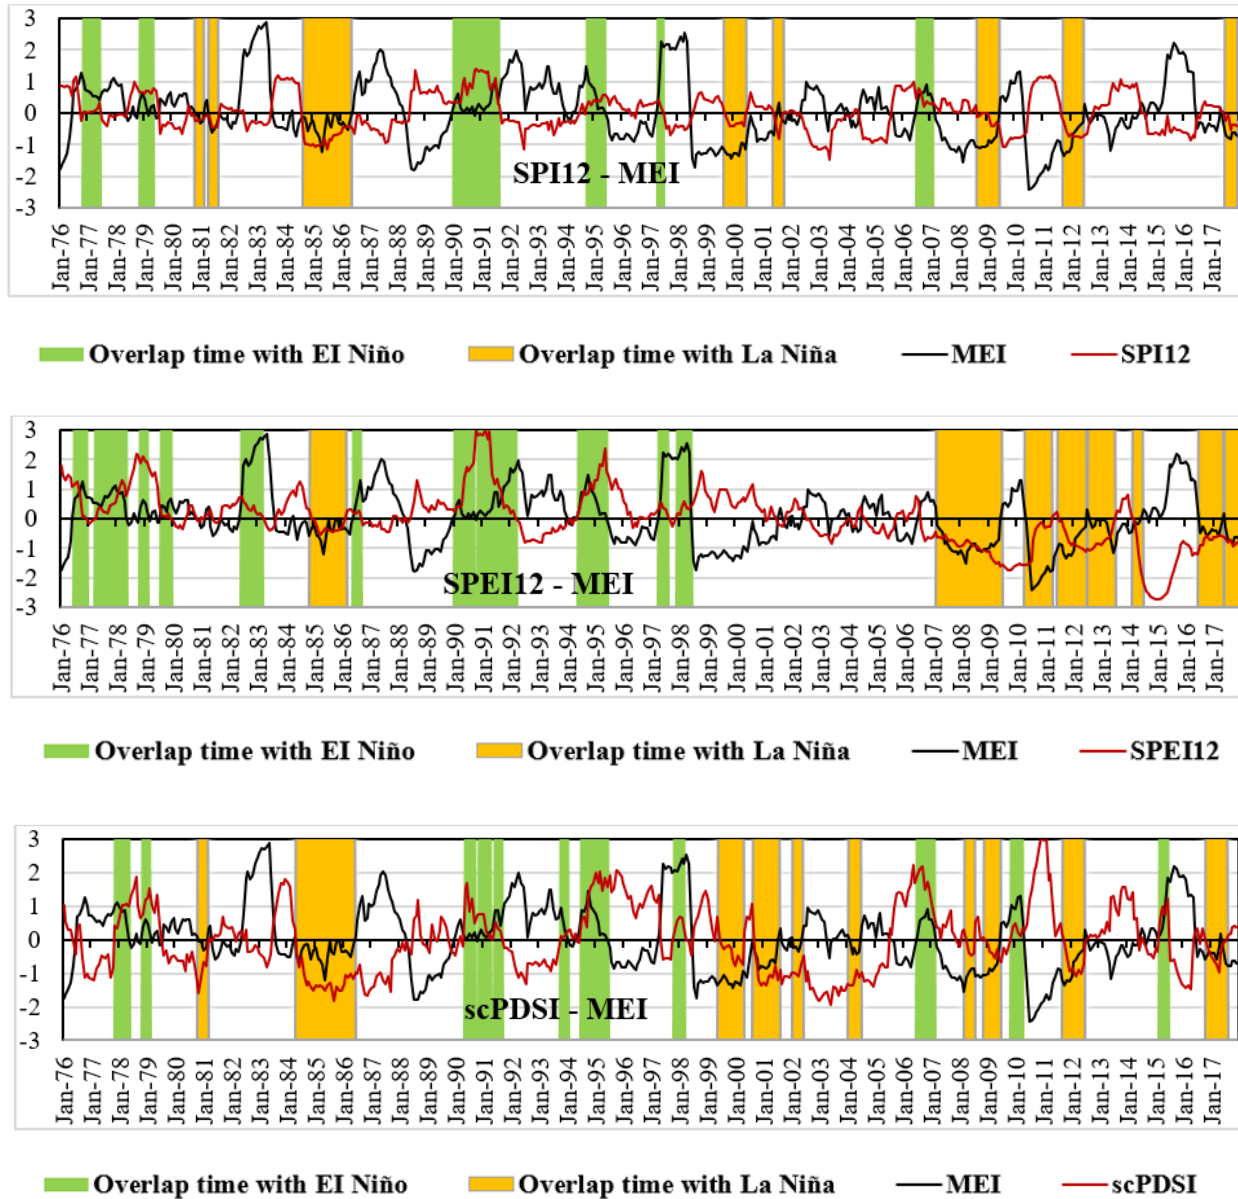 3
2
1
0
-1
-2
-3
SPI12 - MEI
Jan-76 Jan-77 Jan-78 Jan-79 Jan-80 Jan-81 Jan-82 Jan-83 Jan-84 Jan-85 Jan-86 Jan-87 Jan-88 Jan-89 Jan-90 Jan-91 Jan-92 Jan-93 Jan-94 Jan-95 Jan-96 Jan-97 Jan-98 Jan-99 Jan-00 Jan-01 Jan-02 Jan-03 Jan-04 Jan-05 Jan-06 Jan-07 Jan-08 Jan-09 Jan-10 Jan-11 Jan-12 Jan-13 Jan-14 Jan-15 Jan-16 Jan-17
Overlap time with EI Niño Overlap time with La Niña MEI SPI12
3
2
1
0
-1
-2
-3
SPEI12 - MEI
Jan-76 Jan-77 Jan-78 Jan-79 Jan-80 Jan-81 Jan-82 Jan-83 Jan-84 Jan-85 Jan-86 Jan-87 Jan-88 Jan-89 Jan-90 Jan-91 Jan-92 Jan-93 Jan-94 Jan-95 Jan-96 Jan-97 Jan-98 Jan-99 Jan-00 Jan-01 Jan-02 Jan-03 Jan-04 Jan-05 Jan-06 Jan-07 Jan-08 Jan-09 Jan-10 Jan-11 Jan-12 Jan-13 Jan-14 Jan-15 Jan-16 Jan-17
Overlap time with EI Niño Overlap time with La Niña MEI SPEI12
3
2
1
0
-1
-2
-3
scPDSI - MEI
Jan-76 Jan-77 Jan-78 Jan-79 Jan-80 Jan-81 Jan-82 Jan-83 Jan-84 Jan-85 Jan-86 Jan-87 Jan-88 Jan-89 Jan-90 Jan-91 Jan-92 Jan-93 Jan-94 Jan-95 Jan-96 Jan-97 Jan-98 Jan-99 Jan-00 Jan-01 Jan-02 Jan-03 Jan-04 Jan-05 Jan-06 Jan-07 Jan-08 Jan-09 Jan-10 Jan-11 Jan-12 Jan-13 Jan-14 Jan-15 Jan-16 Jan-17
Overlap time with EI Niño Overlap time with La Niña MEI scPDSI